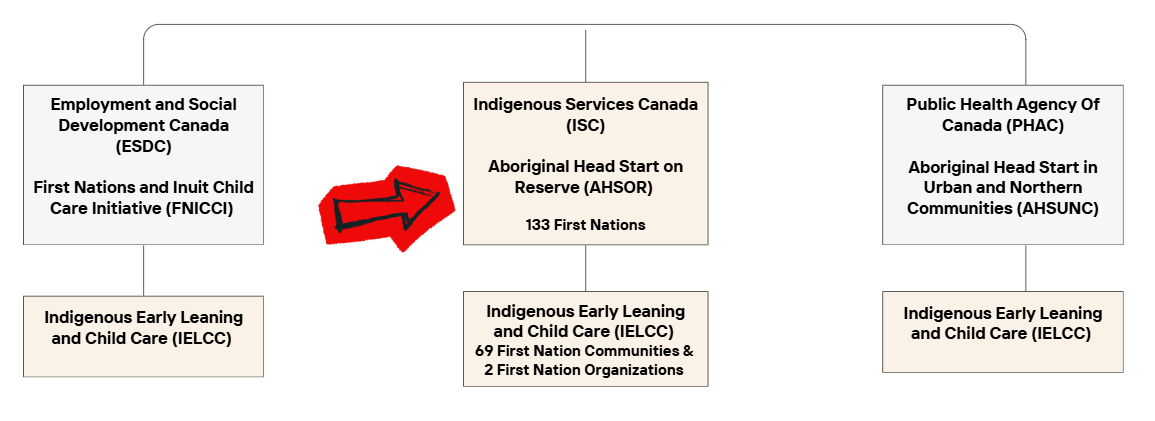 Employment and Social
Development Canada
(ESDC)
First Nations and Inuit Child
Care Initiative (FNICCI)
Indigenous Early Leaning
and Child Care (IELCC)
Indigenous Services Canada
(ISC)
Aboriginal Head Start on
Reserve (AHSOR)
133 First Nations
Indigenous Early Leaning
and Child Care (IELCC)
69 First Nation Communities &
2 First Nation Organizations
Public Health Agency Of
Canada (PHAC)
Aboriginal Head Start in
Urban and Northern
Communities (AHSUNC)
Indigenous Early Leaning
and Child Care (IELCC)